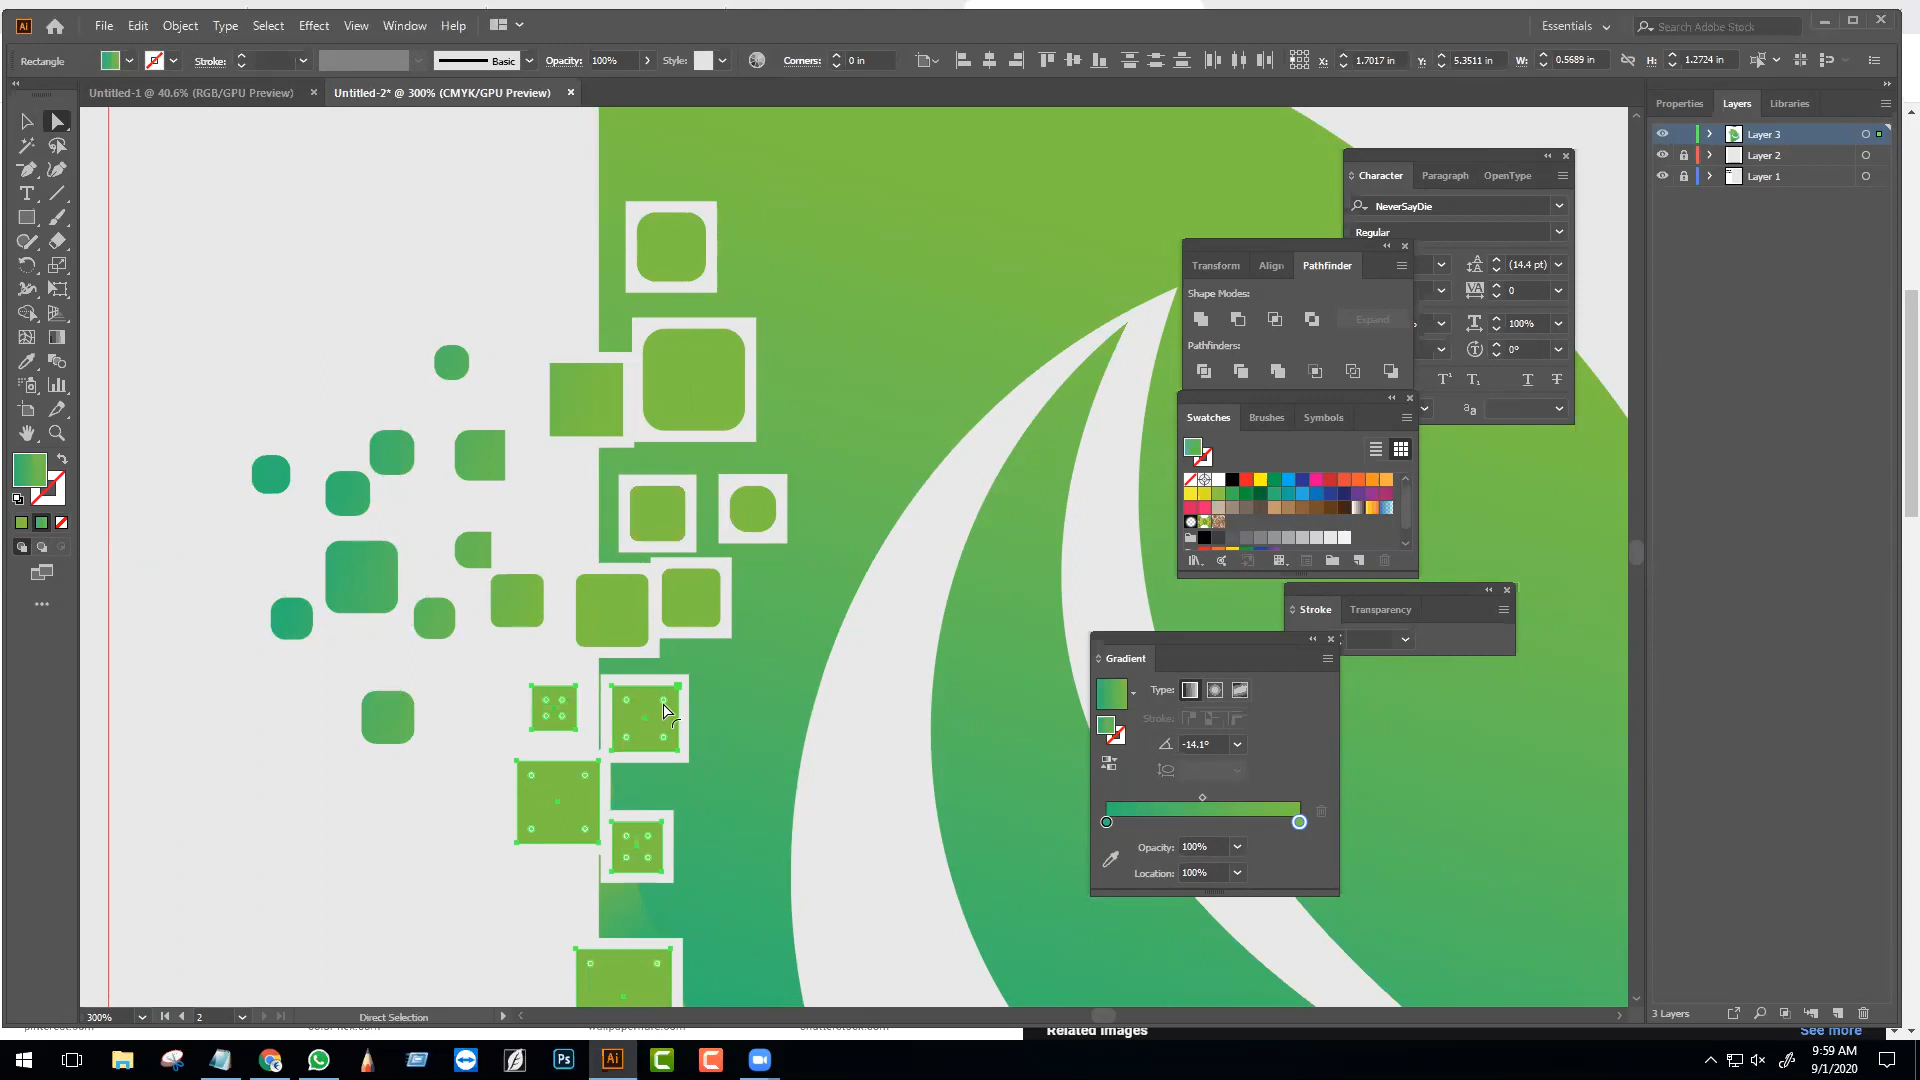 Ai File Edit Object Type Select Effect View Window Help Essentials Search Adobe Stock
Rectangle Stroke: Basic Opacity: 100% Style: Corners: 0 in X: 1.7017 in Y: 5.3511 in W: 0.5689 in H: 1.2724 in
Untitled-1 @ 40.6% (RGB/GPU Preview) Untitled-2* @ 300% (CMYK/GPU Preview)
Properties Layers Libraries
Layer 3
Layer 2
Layer 1
Character Paragraph OpenType
NeverSayDie
Regular
(14.4 pt)
0
100%
0°
Transform Align Pathfinder
Shape Modes:
Expand
Pathfinders:
Swatches Brushes Symbols
Stroke Transparency
Gradient
Type:
Stroke:
-14.1°
Opacity: 100%
Location: 100%
300% 2 Direct Selection
3 Layers
Related Images See more
Ps Ai
9:59 AM
9/1/2020